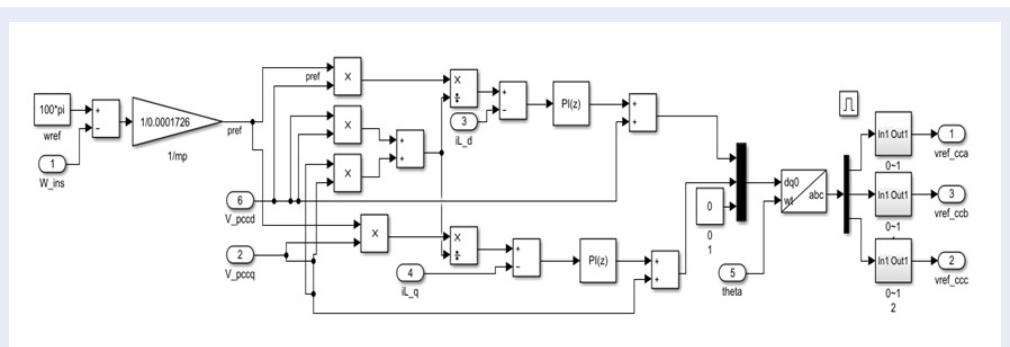 100*pi
wref
1
W_ins
+
-
1/0.0001726
1/mp
pref
pref
X
X
X
+
+
X
÷
3
iL_d
+
-
PI(z)
+
+
6
V_pccd
2
V_pccq
X
X
÷
4
iL_q
+
-
PI(z)
+
+
0
0
1
5
theta
dq0
wt
abc
In1 Out1
0~1
1
vref_cca
In1 Out1
0~1
1
3
vref_ccb
In1 Out1
0~1
2
2
vref_ccc